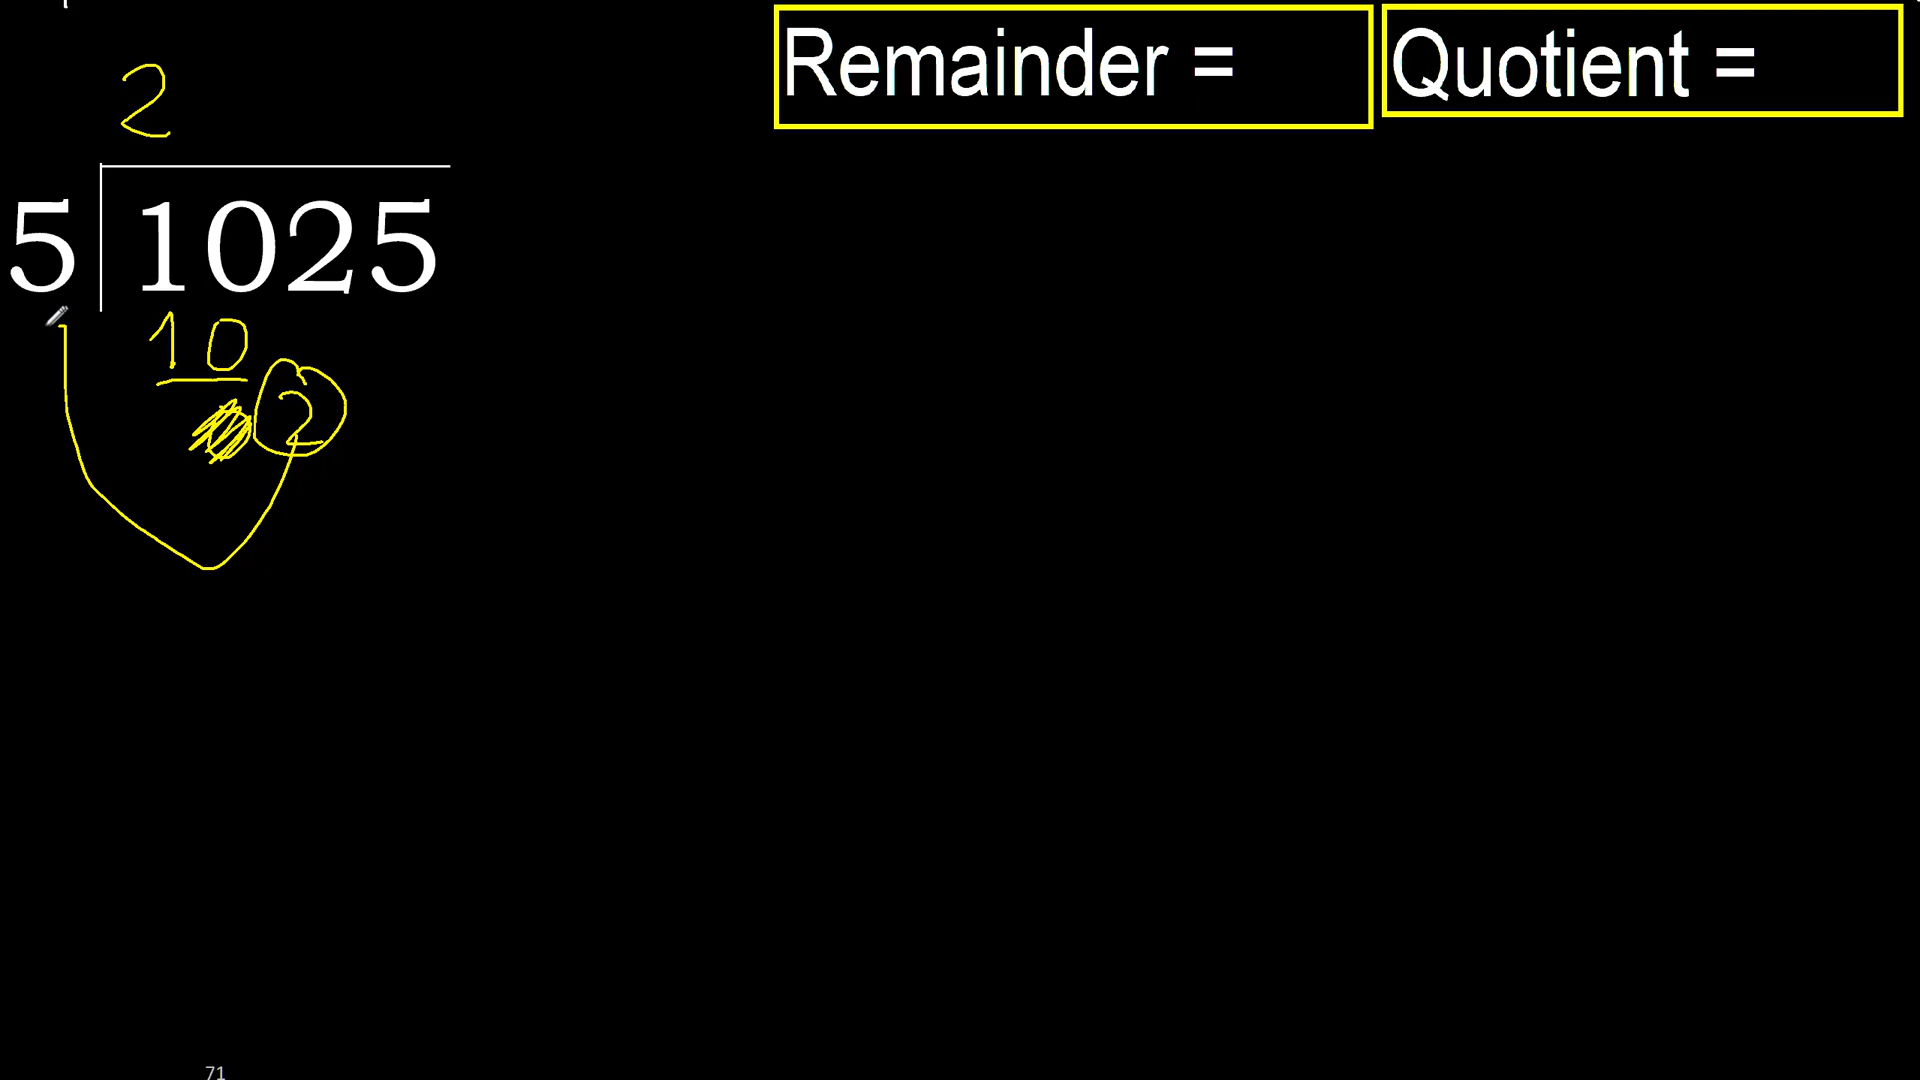 Remainder =
Quotient =
2
5 1025
10
2
71